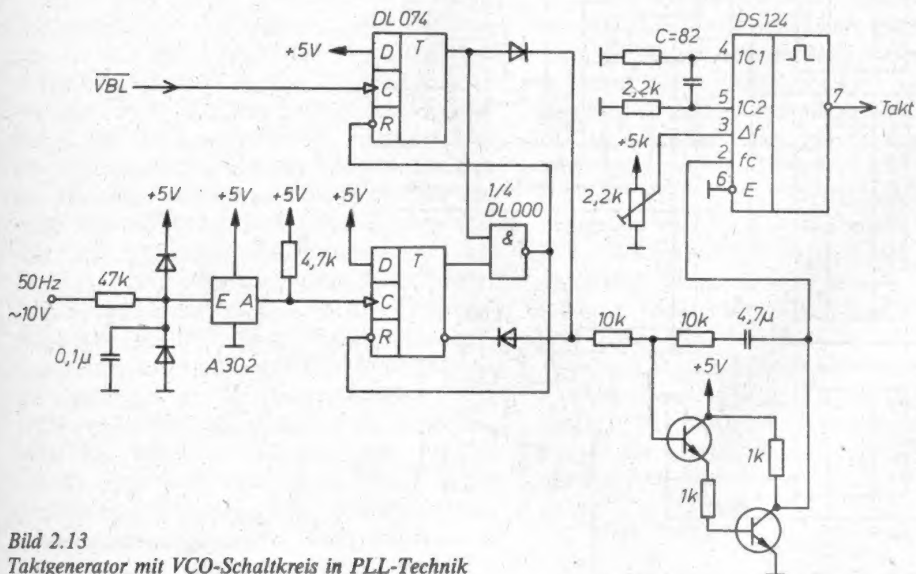 DL 074
+5V
D
T
C
R
VBL
DS 124
C=82
4
1C1
2,2k
5
1C2
3
Δf
2
fc
6
E
7
Takt
+5k
2,2k
1/4
DL 000
&
+5V
+5V
+5V
+5V
4,7k
50Hz
~10V
47k
E A
0,1μ
A 302
D
T
C
R
10k
10k
4,7μ
+5V
1k
1k
Bild 2.13
Taktgenerator mit VCO-Schaltkreis in PLL-Technik